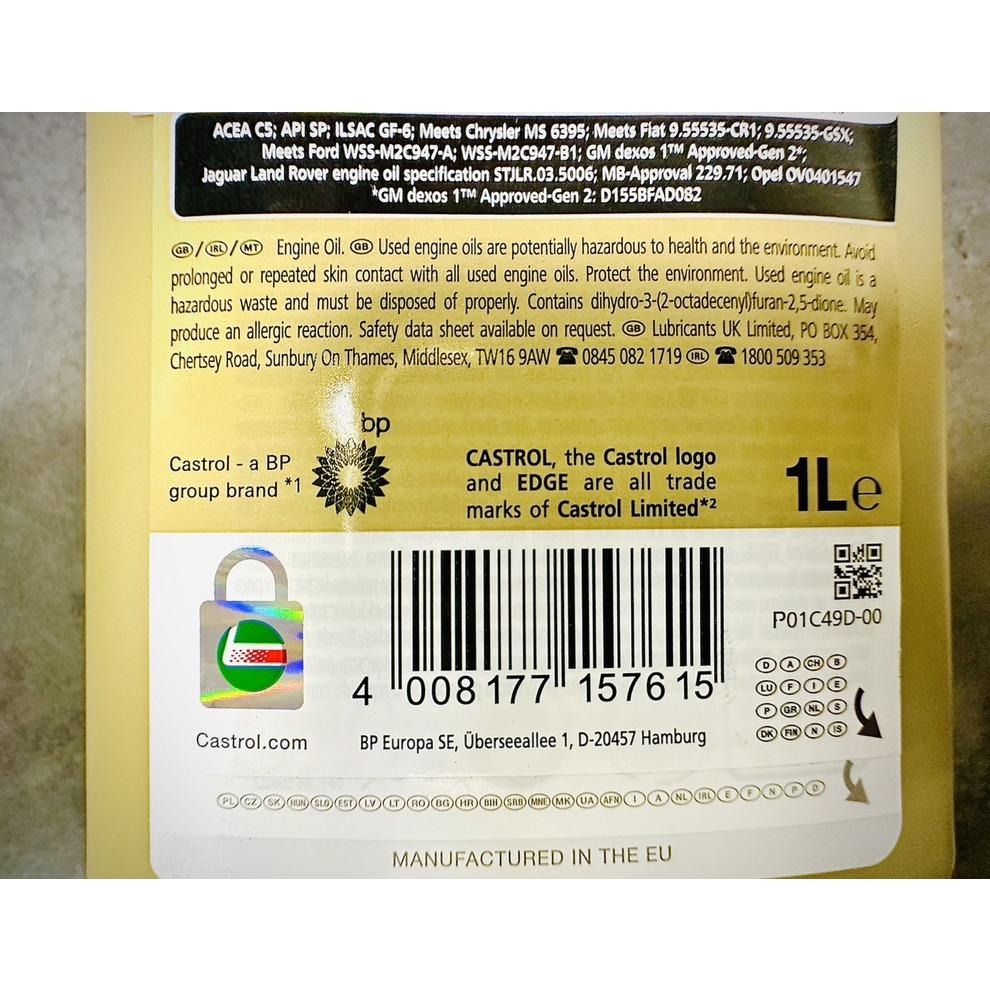 ACEA C5; API SP; ILSAC GF-6; Meets Chrysler MS 6395; Meets Fiat 9.55535-CR1; 9.55535-GSX;
Meets Ford WSS-M2C947-A; WSS-M2C947-B1; GM dexos 1™ Approved-Gen 2*;
Jaguar Land Rover engine oil specification STJLR.03.5006; MB-Approval 229.71; Opel OV0401547
*GM dexos 1™ Approved-Gen 2: D155BFAD082
GB / IRL / MT Engine Oil. GB Used engine oils are potentially hazardous to health and the environment. Avoid
prolonged or repeated skin contact with all used engine oils. Protect the environment. Used engine oil is a
hazardous waste and must be disposed of properly. Contains dihydro-3-(2-octadecenyl)furan-2,5-dione. May
produce an allergic reaction. Safety data sheet available on request. GB Lubricants UK Limited, PO BOX 354,
Chertsey Road, Sunbury On Thames, Middlesex, TW16 9AW ☎ 0845 082 1719 IRL ☎ 1800 509 353
bp
Castrol - a BP
group brand *1
CASTROL, the Castrol logo
and EDGE are all trade
marks of Castrol Limited*2
1L e
P01C49D-00
4 008177 157615
D A CH B
LU F I E
P GR NL S
DK FIN N IS
Castrol.com
BP Europa SE, Überseeallee 1, D-20457 Hamburg
PL CZ SK HUN SLO EST LV LT RO BG HR BIH SRB MNE MK UA AFN I A NL IRL E F N P D
MANUFACTURED IN THE EU